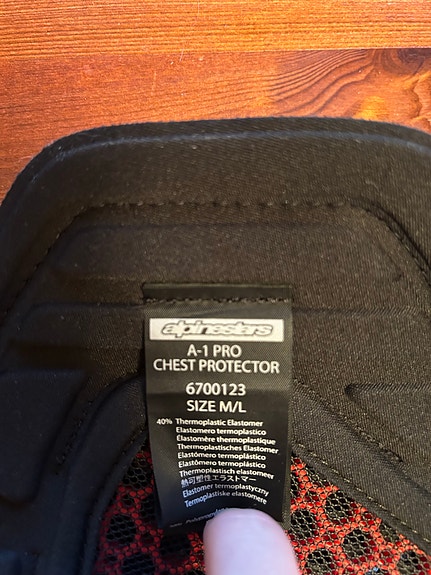 alpinestars
A-1 PRO
CHEST PROTECTOR
6700123
SIZE M/L
40% Thermoplastic Elastomer
Elastomero termoplastico
Élastomère thermoplastique
Thermoplastisches Elastomer
Elastómero termoplástico
Elastômero termoplástico
Thermoplastisch elastomeer
熱可塑性エラストマー
Elastomer termoplastyczny
Termoplastiske elastomere